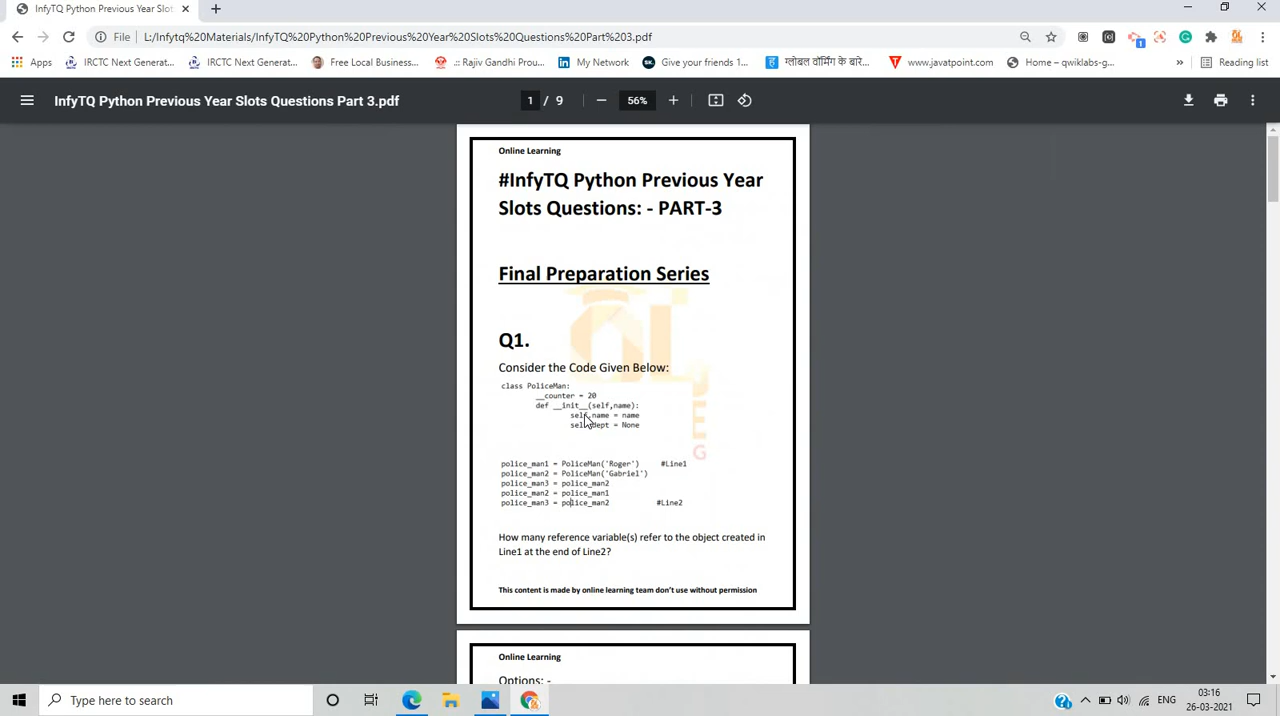 InfyTQ Python Previous Year Slot
File
L:/Infytq%20Materials/InfyTQ%20Python%20Previous%20Year%20Slots%20Questions%20Part%203.pdf
1
Apps
IRCTC Next Generat...
IRCTC Next Generat...
Free Local Business...
.: Rajiv Gandhi Prou...
in
My Network
SK.
Give your friends 1...
ह
ग्लोबल वॉर्मिंग के बारे...
www.javatpoint.com
Home – qwiklabs-g...
»
Reading list
InfyTQ Python Previous Year Slots Questions Part 3.pdf
1 / 9
56%
Online Learning
#InfyTQ Python Previous Year
Slots Questions: - PART-3
Final Preparation Series
Q1.
Consider the Code Given Below:
class PoliceMan:
__counter = 20
def __init__(self,name):
self.name = name
self.dept = None
police_man1 = PoliceMan('Roger') #Line1
police_man2 = PoliceMan('Gabriel')
police_man3 = police_man2
police_man2 = police_man1
police_man3 = police_man2 #Line2
How many reference variable(s) refer to the object created in
Line1 at the end of Line2?
This content is made by online learning team don't use without permission
Online Learning
Options: -
Type here to search
ENG
03:16
26-03-2021